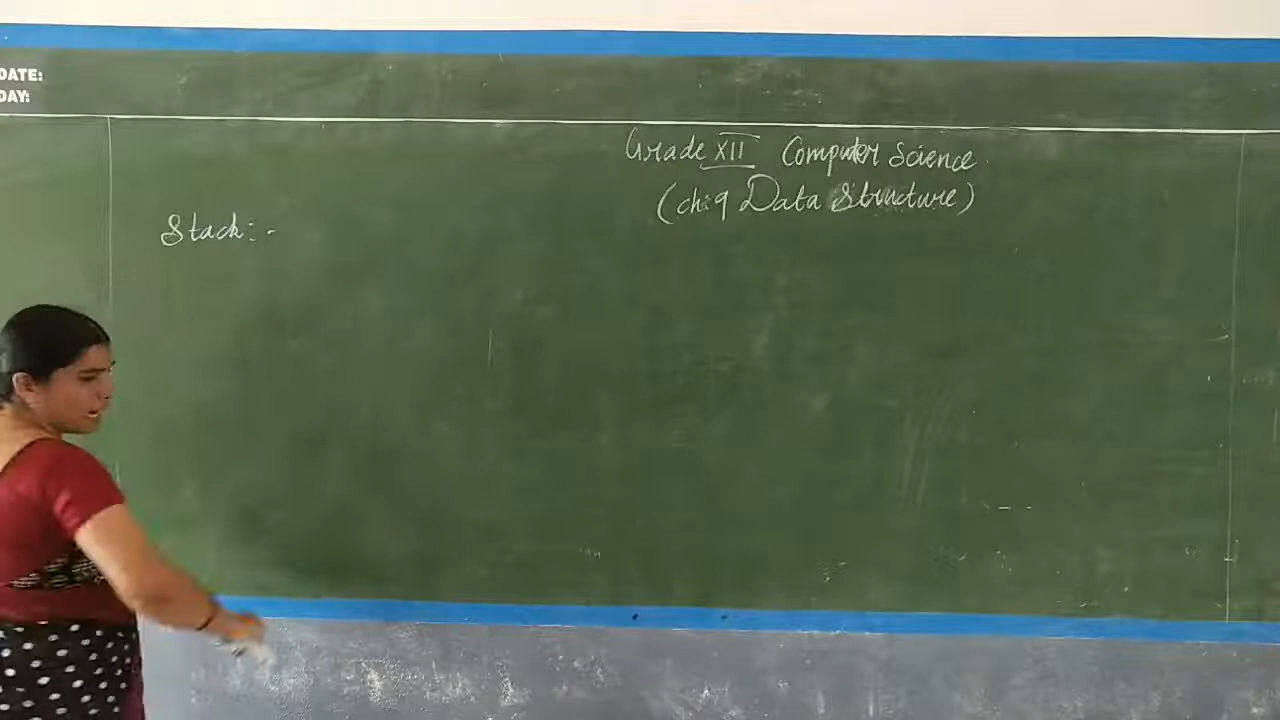 DATE:
DAY:
Grade XII Computer Science
(ch:9 Data Structure)
Stack:-